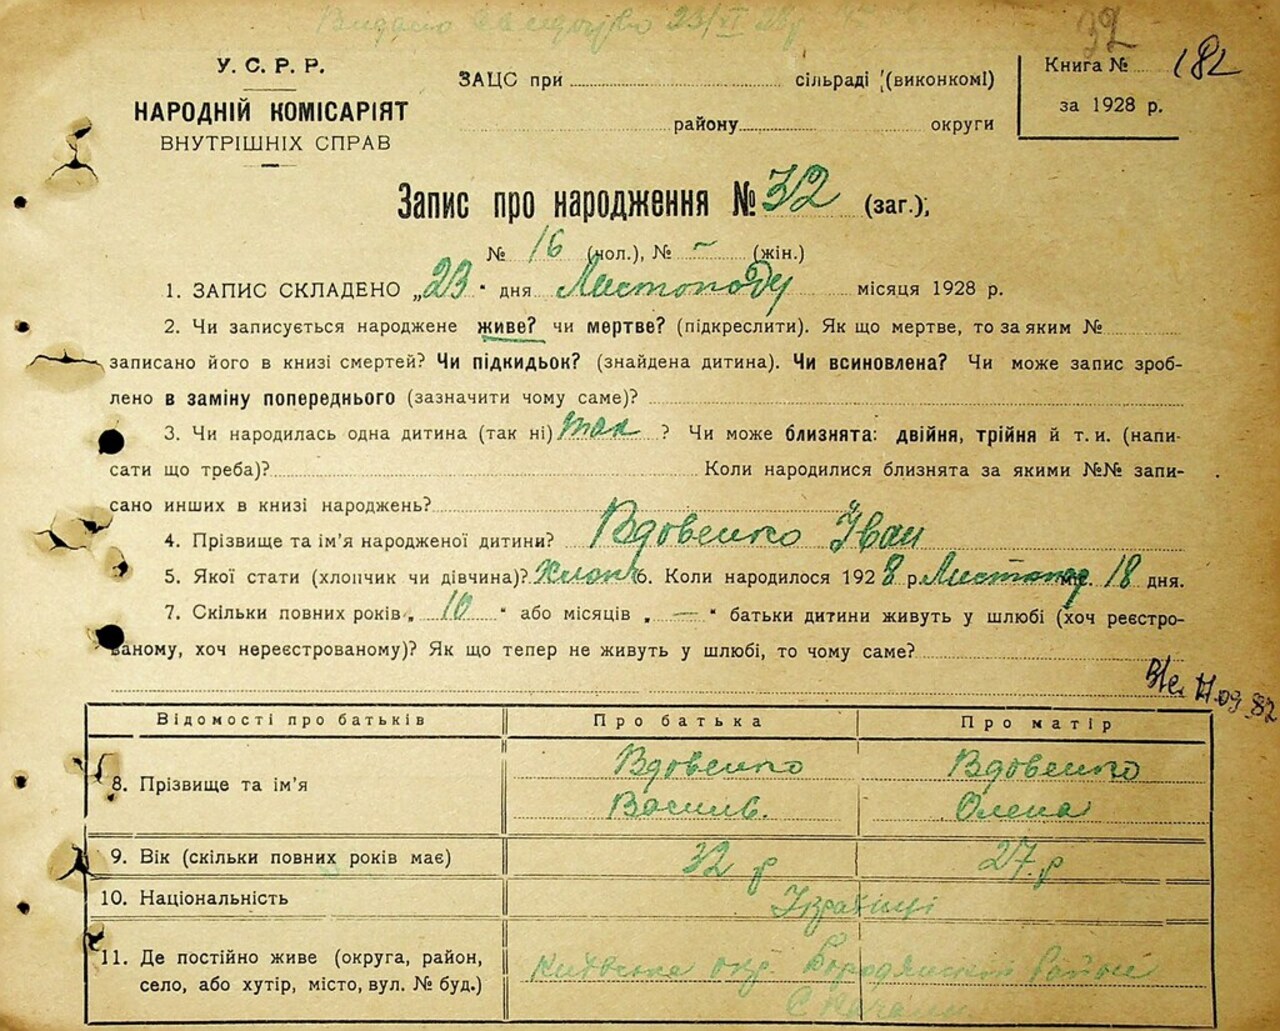 32
У. С. Р. Р.
НАРОДНІЙ КОМІСАРІЯТ
ВНУТРІШНІХ СПРАВ
ЗАЦС при сільраді (виконкомі)
району округи
Книга № 182
за 1928 р.
Запис про народження № 32 (заг.),
№ 16 (чол.), № – (жін.)
1. ЗАПИС СКЛАДЕНО „23" дня Листопаду місяця 1928 р.
2. Чи записується народжене живе? чи мертве? (підкреслити). Як що мертве, то за яким №
записано його в книзі смертей? Чи підкидьок? (знайдена дитина). Чи всиновлена? Чи може запис зроб-
лено в заміну попереднього (зазначити чому саме)?
3. Чи народилась одна дитина (так ні) так ? Чи може близнята: двійня, трійня й т. и. (напи-
сати що треба)? Коли народилися близнята за якими №№ запи-
сано инших в книзі народжень?
4. Прізвище та ім'я народженої дитини? Вдовенко Іван
5. Якої стати (хлопчик чи дівчина)? Хлопч 6. Коли народилося 1928 р. Листопад міс. 18 дня.
7. Скільки повних років „ 10 " або місяців „ — " батьки дитини живуть у шлюбі (хоч реєстро-
ваному, хоч нереєстрованому)? Як що тепер не живуть у шлюбі, то чому саме?
Відомості про батьків Про батька Про матір
8. Прізвище та ім'я Вдовенко Василь. Вдовенко Олена
9. Вік (скільки повних років має) 32 р 27 р
10. Національність Українці
11. Де постійно живе (округа, район,
село, або хутір, місто, вул. № буд.)
Київська окр. Бородянський район